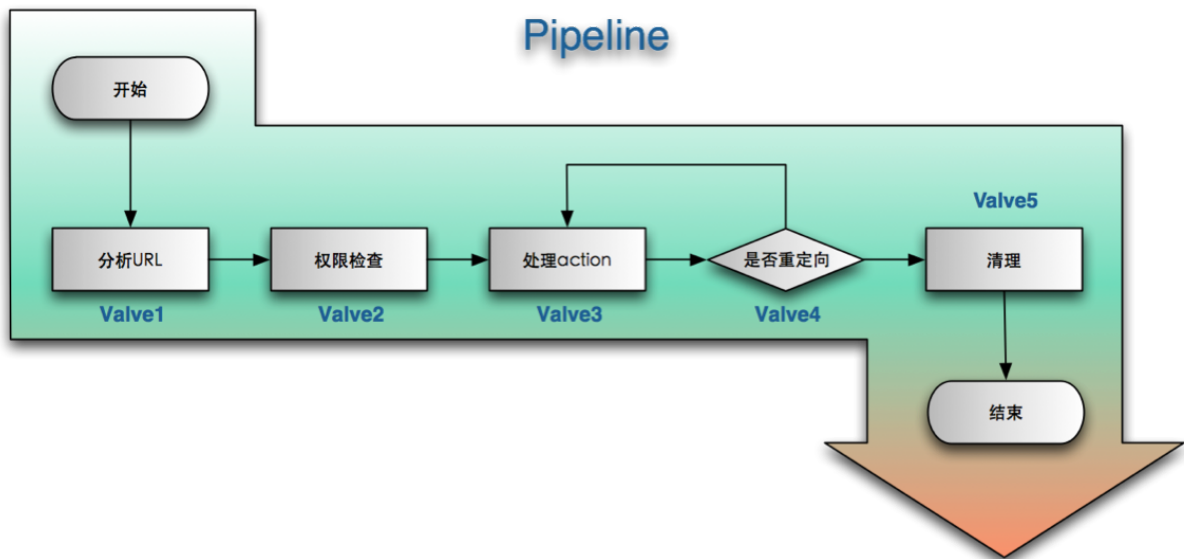 Pipeline
开始
Valve5
分析URL
权限检查
处理action
是否重定向
清理
Valve1
Valve2
Valve3
Valve4
结束